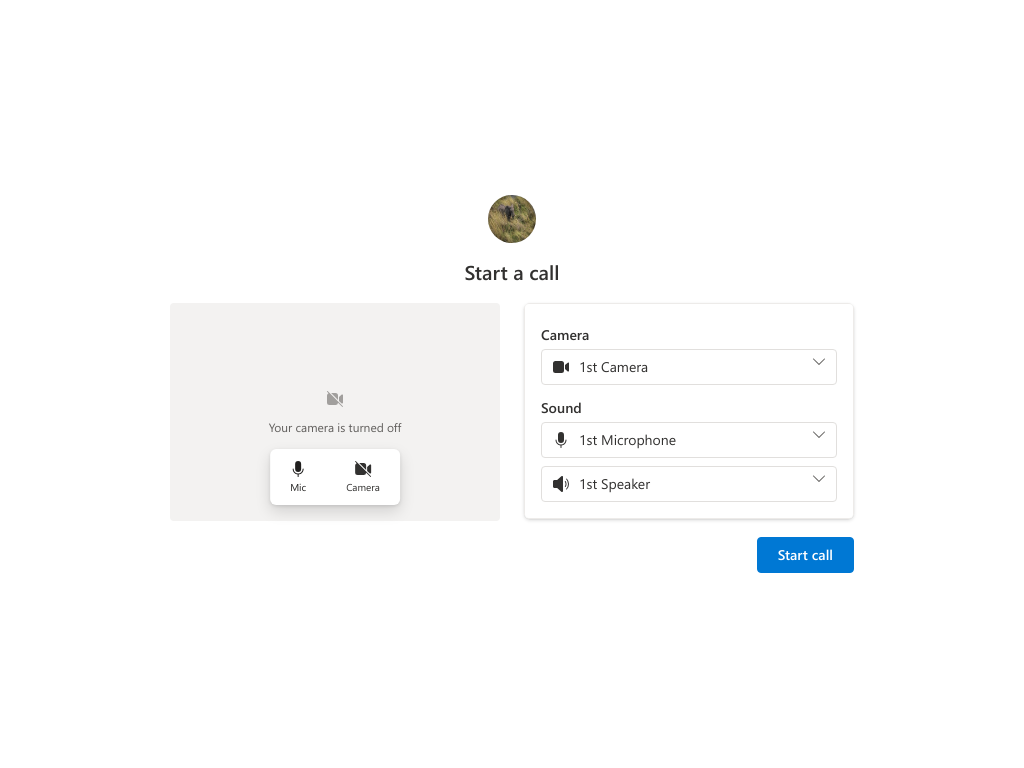 Start a call
Your camera is turned off
Mic
Camera
Camera
1st Camera
Sound
1st Microphone
1st Speaker
Start call